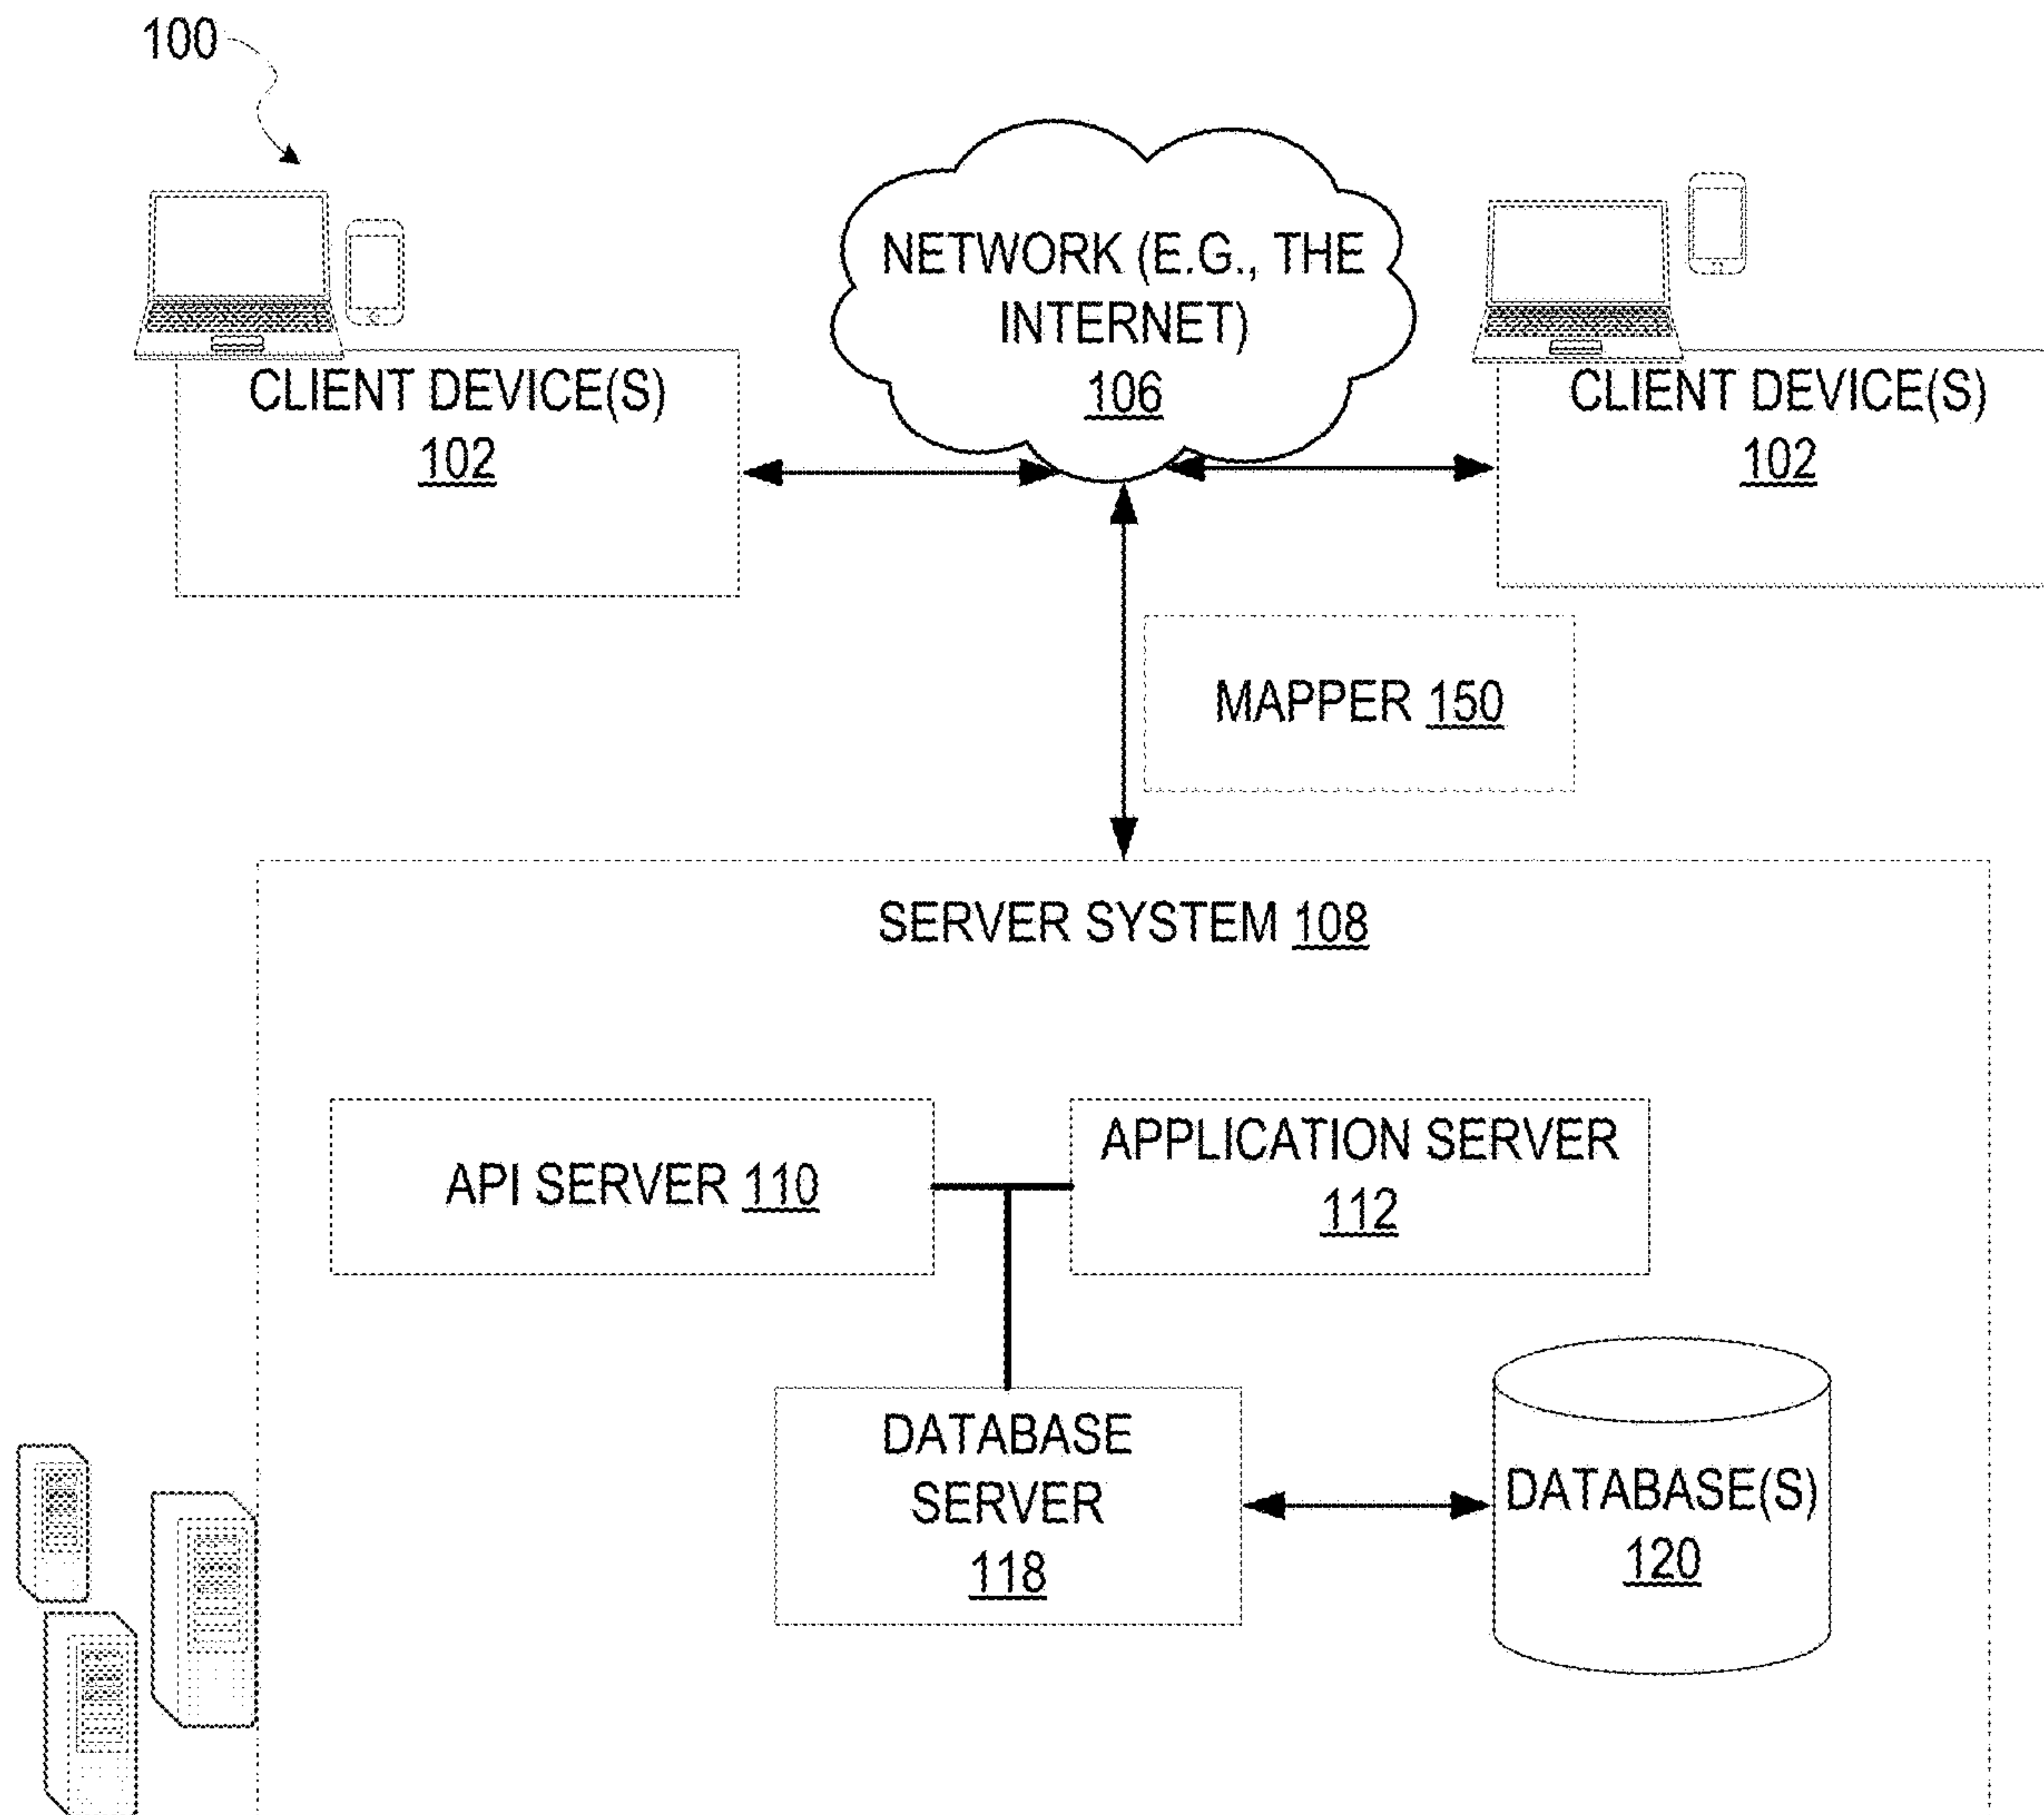 100
NETWORK (E.G., THE
INTERNET)
106
CLIENT DEVICE(S)
102
CLIENT DEVICE(S)
102
MAPPER 150
SERVER SYSTEM 108
API SERVER 110
APPLICATION SERVER
112
DATABASE
SERVER
118
DATABASE(S)
120